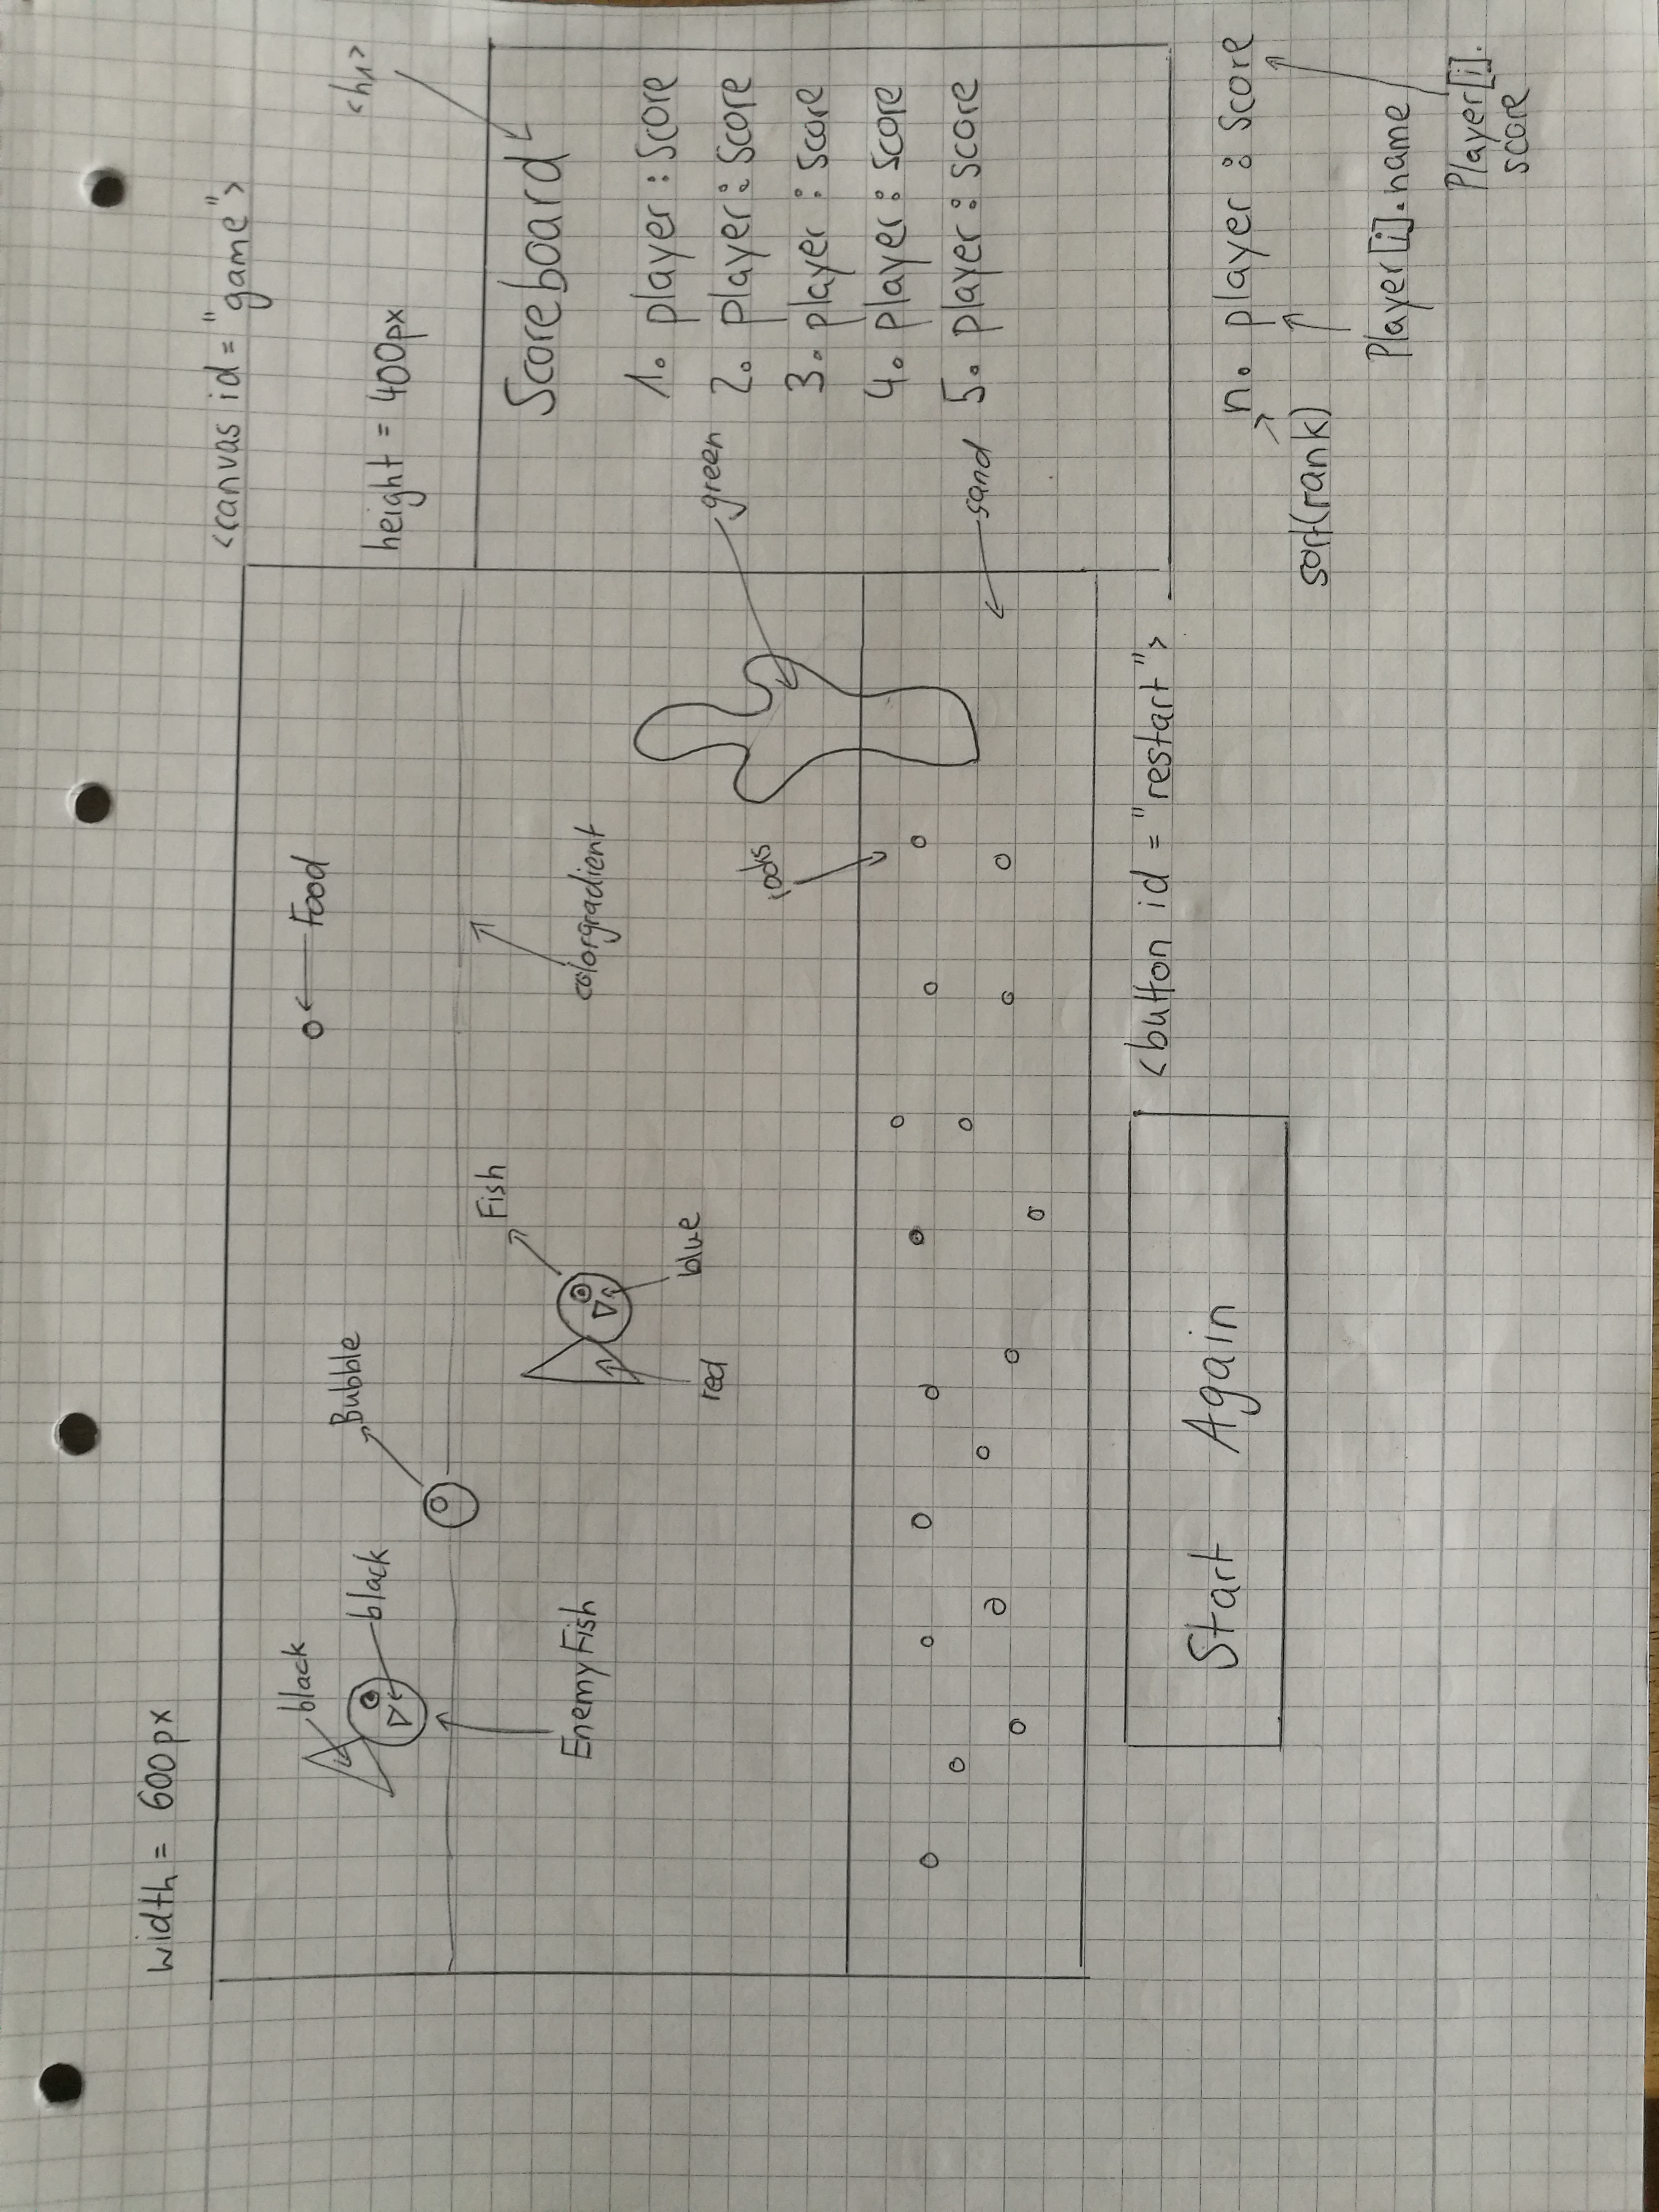 width = 600px
<canvas id = "game">
height = 400px
<h1>
black
black
Bubble
Food
EnemyFish
Fish
blue
red
colorgradient
rocks
green
sand
Scoreboard
1. player : Score
2. player : Score
3. player : Score
4. player : Score
5. player : score
<button id = "restart">
Start Again
n. player : Score
sort(rank)
Player[i].name
Player[i].
score